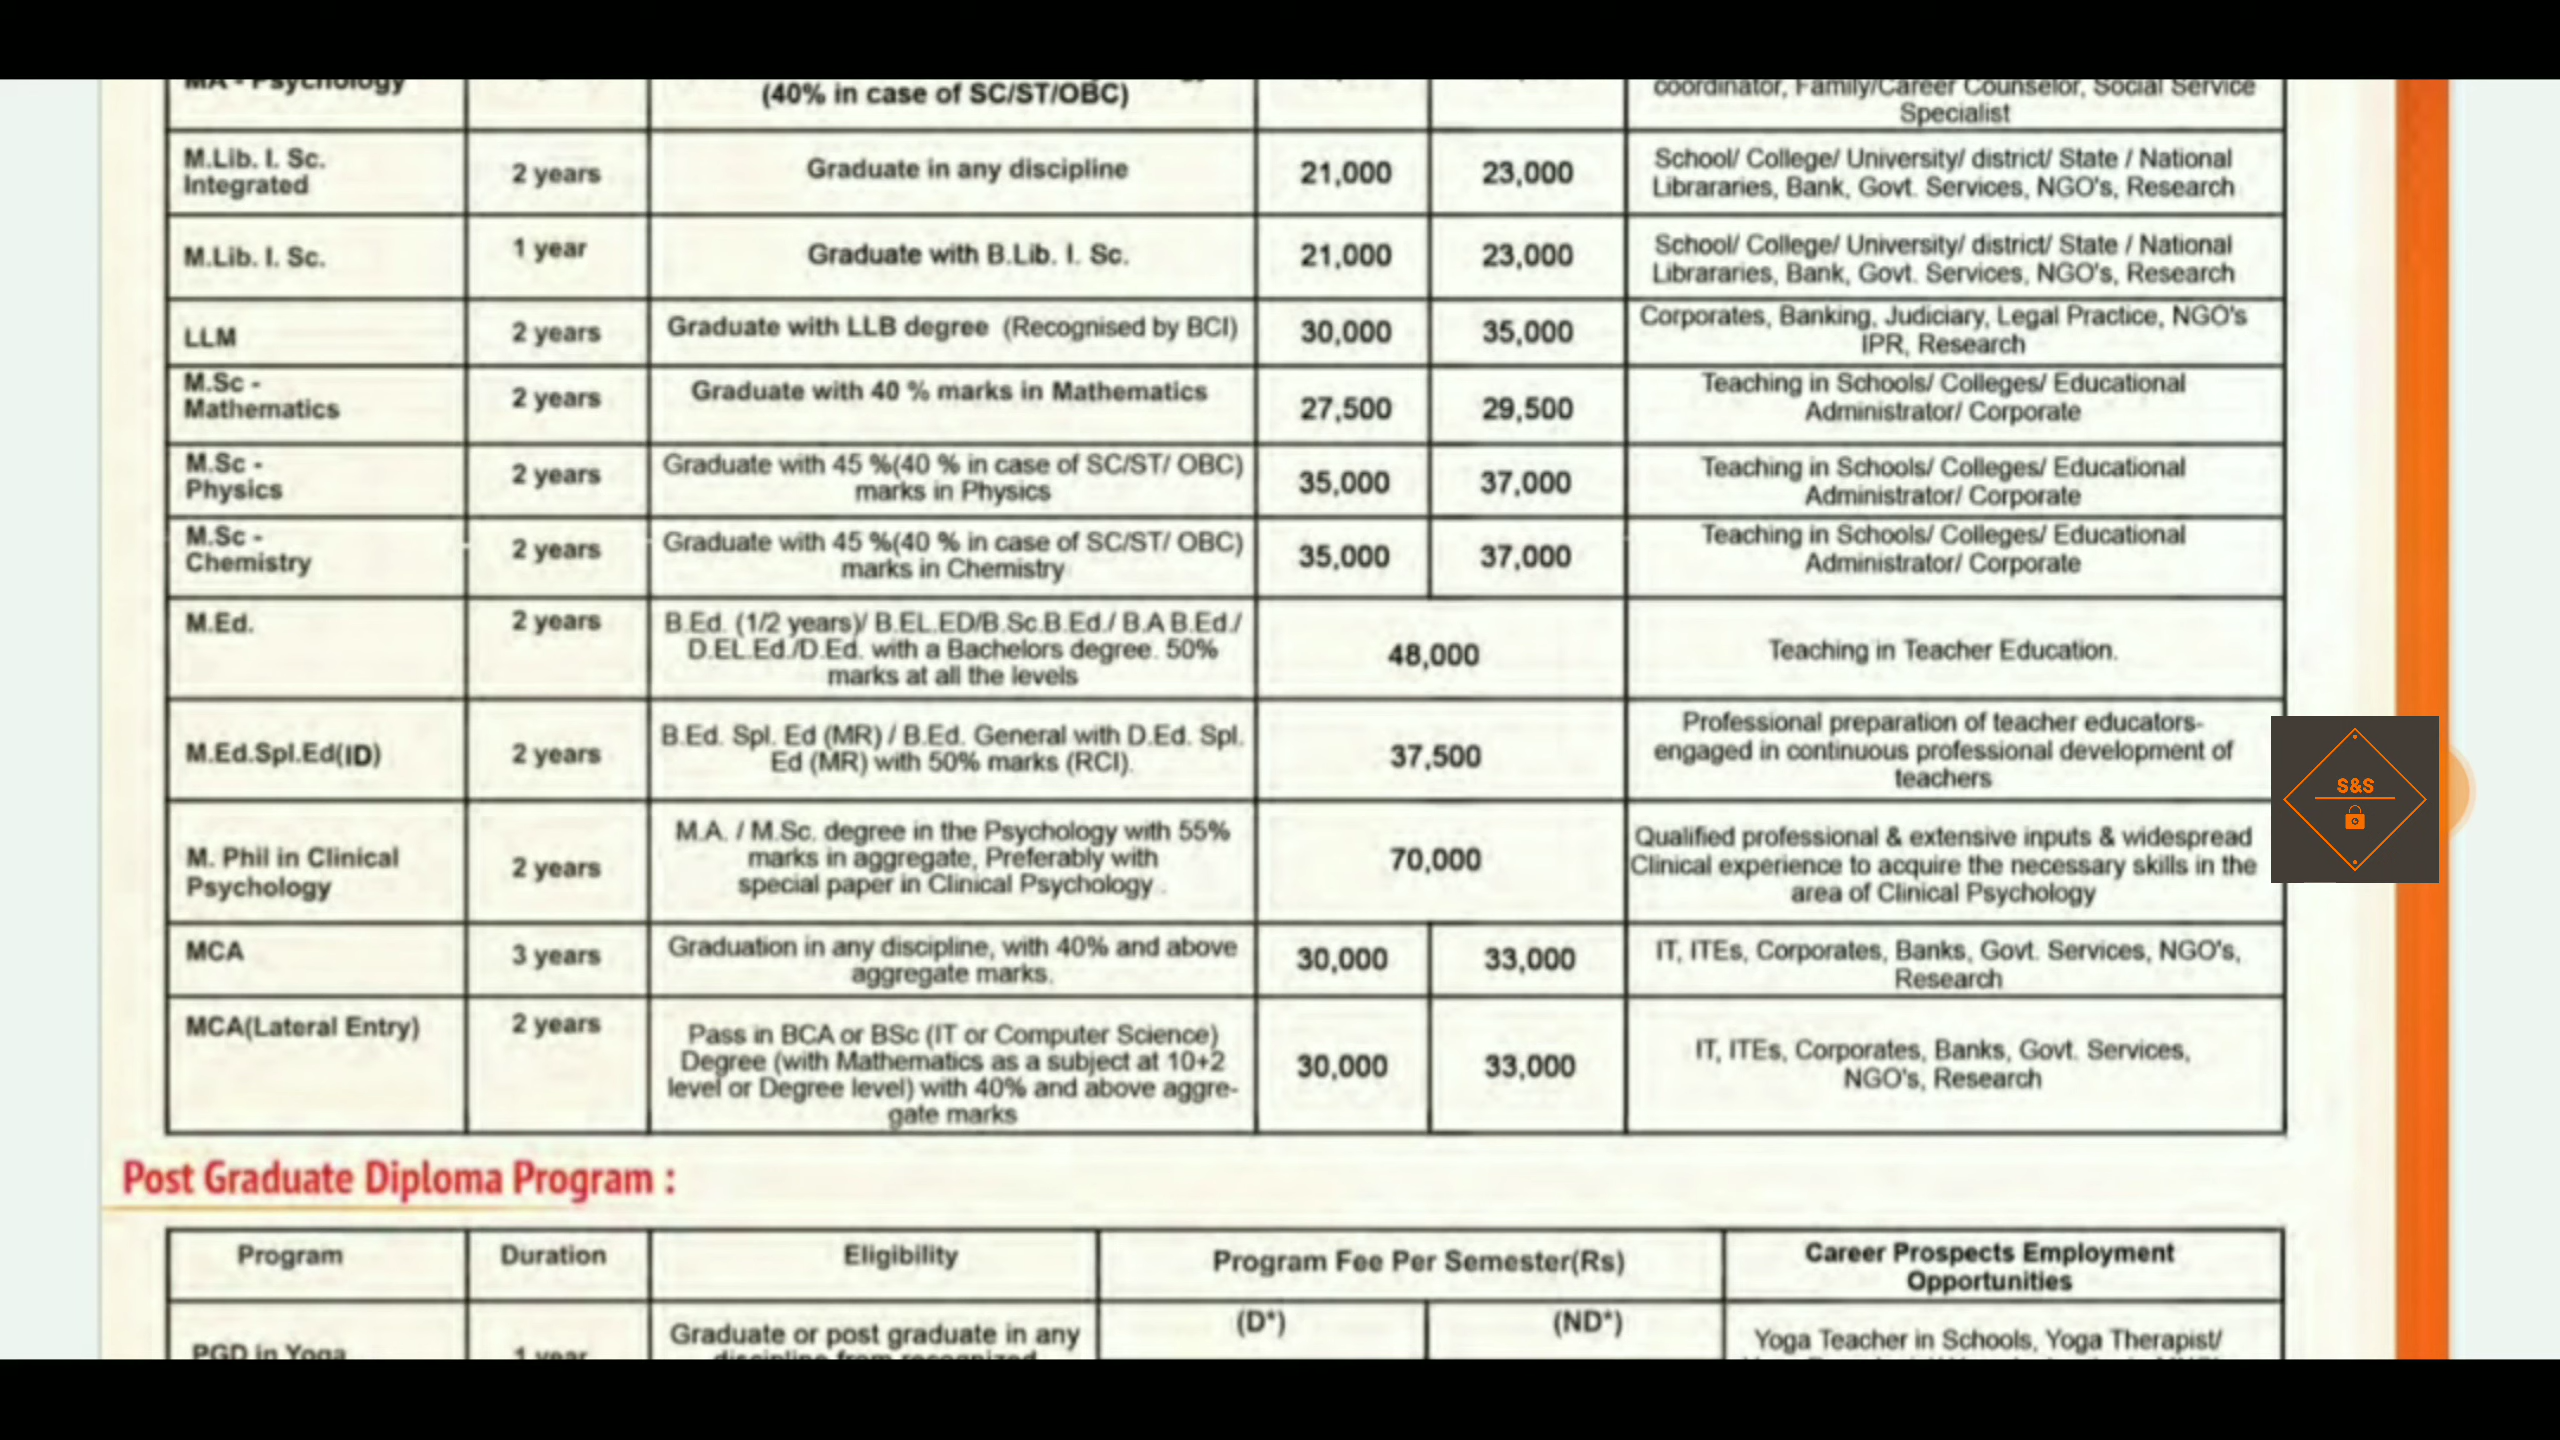 MA - Psychology
(40% in case of SC/ST/OBC)
coordinator, Family/Career Counselor, Social Service
Specialist
M.Lib. I. Sc.
Integrated
2 years
Graduate in any discipline
21,000
23,000
School/ College/ University/ district/ State / National
Librararies, Bank, Govt. Services, NGO's, Research
M.Lib. I. Sc.
1 year
Graduate with B.Lib. I. Sc.
21,000
23,000
School/ College/ University/ district/ State / National
Librararies, Bank, Govt. Services, NGO's, Research
LLM
2 years
Graduate with LLB degree (Recognised by BCI)
30,000
35,000
Corporates, Banking, Judiciary, Legal Practice, NGO's
IPR, Research
M.Sc -
Mathematics
2 years
Graduate with 40 % marks in Mathematics
27,500
29,500
Teaching in Schools/ Colleges/ Educational
Administrator/ Corporate
M.Sc -
Physics
2 years
Graduate with 45 %(40 % in case of SC/ST/ OBC)
marks in Physics
35,000
37,000
Teaching in Schools/ Colleges/ Educational
Administrator/ Corporate
M.Sc -
Chemistry
2 years
Graduate with 45 %(40 % in case of SC/ST/ OBC)
marks in Chemistry
35,000
37,000
Teaching in Schools/ Colleges/ Educational
Administrator/ Corporate
M.Ed.
2 years
B.Ed. (1/2 years)/ B.EL.ED/B.Sc.B.Ed./ B.A B.Ed./
D.EL.Ed./D.Ed. with a Bachelors degree. 50%
marks at all the levels
48,000
Teaching in Teacher Education.
M.Ed.Spl.Ed(ID)
2 years
B.Ed. Spl. Ed (MR) / B.Ed. General with D.Ed. Spl.
Ed (MR) with 50% marks (RCI).
37,500
Professional preparation of teacher educators-
engaged in continuous professional development of
teachers
M. Phil in Clinical
Psychology
2 years
M.A. / M.Sc. degree in the Psychology with 55%
marks in aggregate, Preferably with
special paper in Clinical Psychology .
70,000
Qualified professional & extensive inputs & widespread
Clinical experience to acquire the necessary skills in the
area of Clinical Psychology
S&S
MCA
3 years
Graduation in any discipline, with 40% and above
aggregate marks.
30,000
33,000
IT, ITEs, Corporates, Banks, Govt. Services, NGO's,
Research
MCA(Lateral Entry)
2 years
Pass in BCA or BSc (IT or Computer Science)
Degree (with Mathematics as a subject at 10+2
level or Degree level) with 40% and above aggre-
gate marks
30,000
33,000
IT, ITEs, Corporates, Banks, Govt. Services,
NGO's, Research
Post Graduate Diploma Program :
Program
Duration
Eligibility
Program Fee Per Semester(Rs)
Career Prospects Employment
Opportunities
(D*)
(ND*)
PGD in Yoga
1 year
Graduate or post graduate in any
discipline from recognized
Yoga Teacher in Schools, Yoga Therapist/